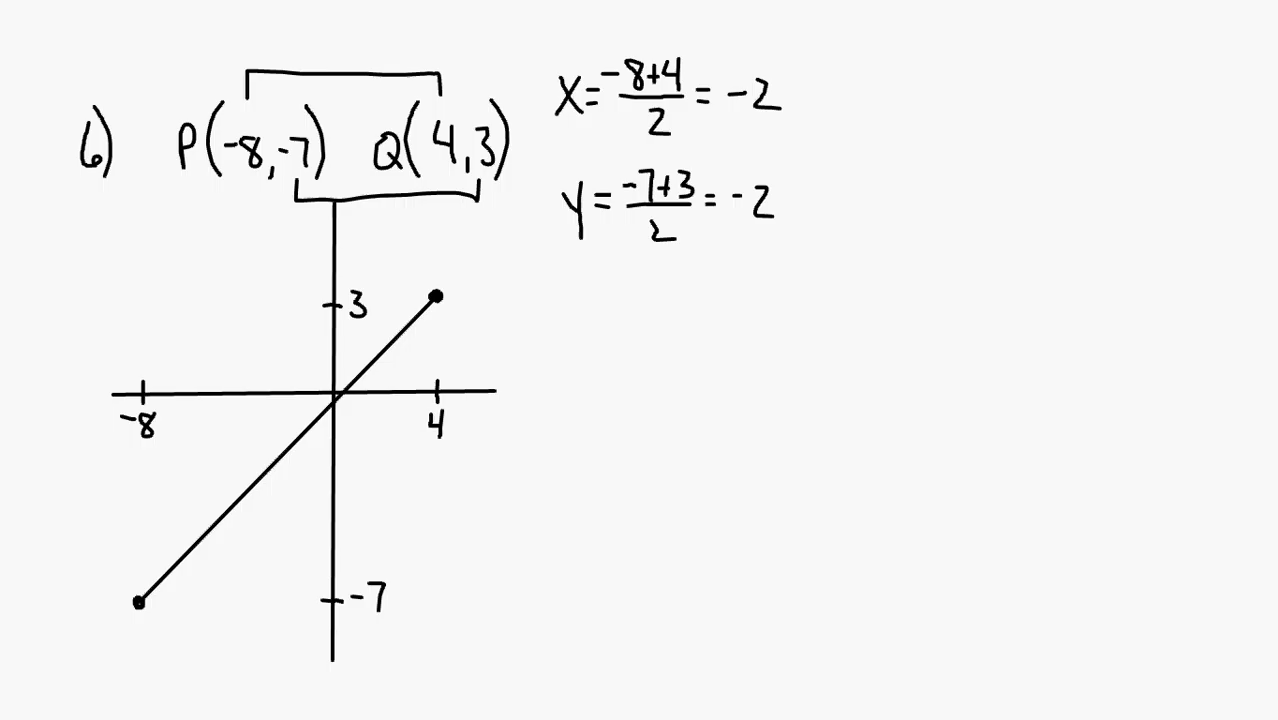 6) P(-8,-7) Q(4,3)
X = -8+4/2 = -2
y = -7+3/2 = -2
3
-8
4
-7